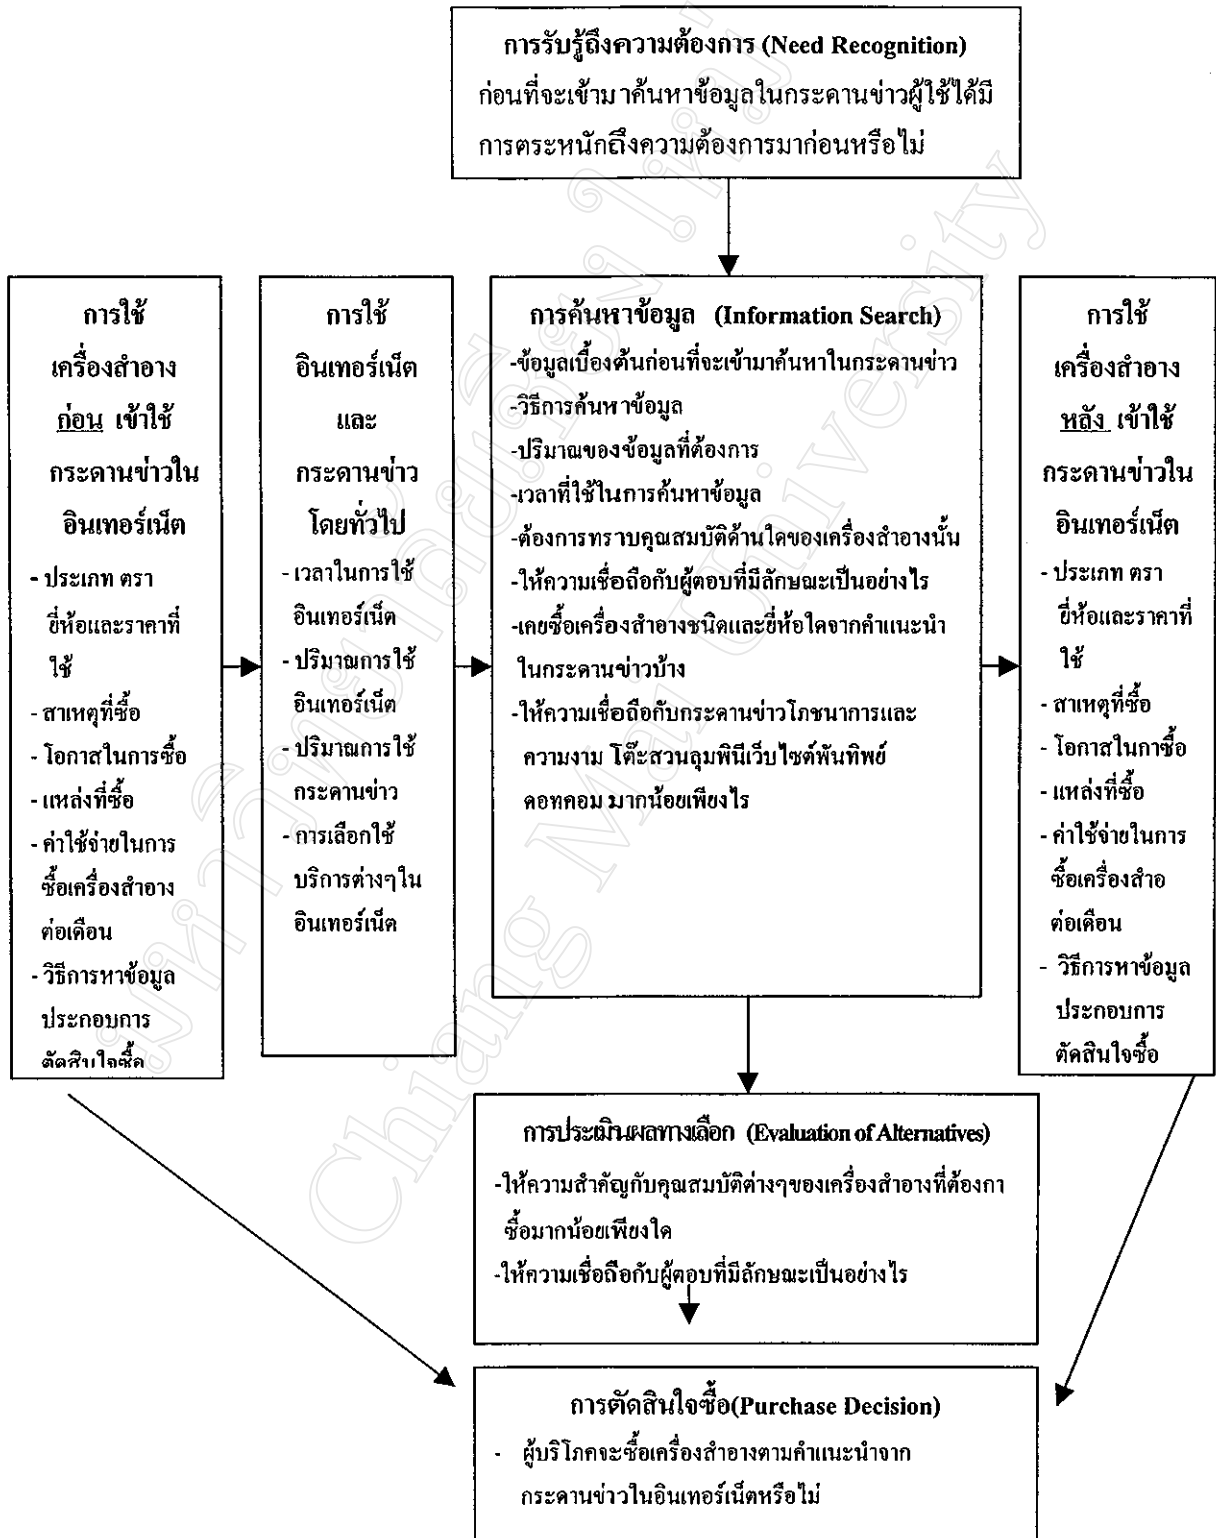 การรับรู้ถึงความต้องการ (Need Recognition)
ก่อนที่จะเข้ามาค้นหาข้อมูลในกระดานข่าวผู้ใช้ได้มี
การตระหนักถึงความต้องการมาก่อนหรือไม่
การใช้
เครื่องสำอาง
ก่อน เข้าใช้
กระดานข่าวใน
อินเทอร์เน็ต
- ประเภท ตรา
ยี่ห้อและราคาที่
ใช้
- สาเหตุที่ซื้อ
- โอกาสในการซื้อ
- แหล่งที่ซื้อ
- ค่าใช้จ่ายในการ
ซื้อเครื่องสำอาง
ต่อเดือน
- วิธีการหาข้อมูล
ประกอบการ
ตัดสินใจซื้อ
การใช้
อินเทอร์เน็ต
และ
กระดานข่าว
โดยทั่วไป
- เวลาในการใช้
อินเทอร์เน็ต
- ปริมาณการใช้
อินเทอร์เน็ต
- ปริมาณการใช้
กระดานข่าว
- การเลือกใช้
บริการต่างๆใน
อินเทอร์เน็ต
การค้นหาข้อมูล (Information Search)
-ข้อมูลเบื้องต้นก่อนที่จะเข้ามาค้นหาในกระดานข่าว
-วิธีการค้นหาข้อมูล
-ปริมาณของข้อมูลที่ต้องการ
-เวลาที่ใช้ในการค้นหาข้อมูล
-ต้องการทราบคุณสมบัติด้านใดของเครื่องสำอางนั้น
-ให้ความเชื่อถือกับผู้ตอบที่มีลักษณะเป็นอย่างไร
-เคยซื้อเครื่องสำอางชนิดและยี่ห้อใดจากคำแนะนำ
ในกระดานข่าวบ้าง
-ให้ความเชื่อถือกับกระดานข่าวโภชนาการและ
ความงาม โต๊ะสวนลุมพินีเว็บไซต์พันทิพย์
ดอทคอม มากน้อยเพียงไร
การใช้
เครื่องสำอาง
หลัง เข้าใช้
กระดานข่าวใน
อินเทอร์เน็ต
- ประเภท ตรา
ยี่ห้อและราคาที่
ใช้
- สาเหตุที่ซื้อ
- โอกาสในกาซื้อ
- แหล่งที่ซื้อ
- ค่าใช้จ่ายในการ
ซื้อเครื่องสำอ
ต่อเดือน
- วิธีการหาข้อมูล
ประกอบการ
ตัดสินใจซื้อ
การประเมินผลทางเลือก (Evaluation of Alternatives)
-ให้ความสำคัญกับคุณสมบัติต่างๆของเครื่องสำอางที่ต้องกา
ซื้อมากน้อยเพียงใด
-ให้ความเชื่อถือกับผู้ตอบที่มีลักษณะเป็นอย่างไร
การตัดสินใจซื้อ(Purchase Decision)
- ผู้บริโภคจะซื้อเครื่องสำอางตามคำแนะนำจาก
กระดานข่าวในอินเทอร์เน็ตหรือไม่
มหาวิทยาลัยเชียงใหม่
Chiang Mai University